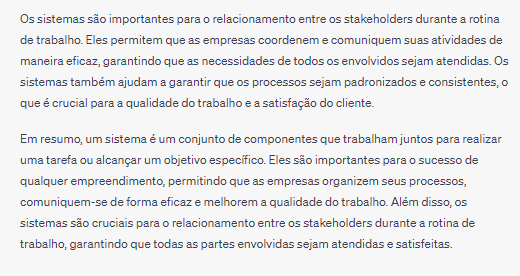 Os sistemas são importantes para o relacionamento entre os stakeholders durante a rotina
de trabalho. Eles permitem que as empresas coordenem e comuniquem suas atividades de
maneira eficaz, garantindo que as necessidades de todos os envolvidos sejam atendidas. Os
sistemas também ajudam a garantir que os processos sejam padronizados e consistentes, o
que é crucial para a qualidade do trabalho e a satisfação do cliente.
Em resumo, um sistema é um conjunto de componentes que trabalham juntos para realizar
uma tarefa ou alcançar um objetivo específico. Eles são importantes para o sucesso de
qualquer empreendimento, permitindo que as empresas organizem seus processos,
comuniquem-se de forma eficaz e melhorem a qualidade do trabalho. Além disso, os
sistemas são cruciais para o relacionamento entre os stakeholders durante a rotina de
trabalho, garantindo que todas as partes envolvidas sejam atendidas e satisfeitas.